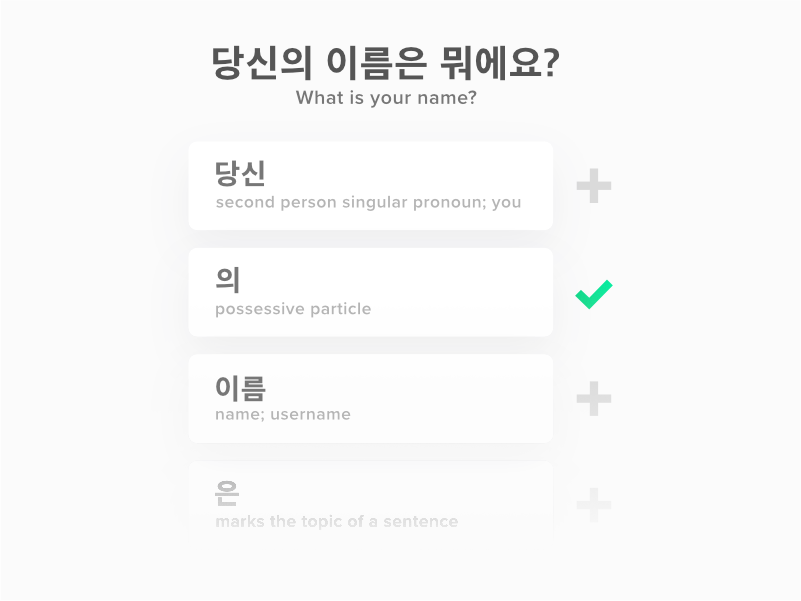 당신의 이름은 뭐에요?
What is your name?
당신
second person singular pronoun; you
의
possessive particle
이름
name; username
은
marks the topic of a sentence